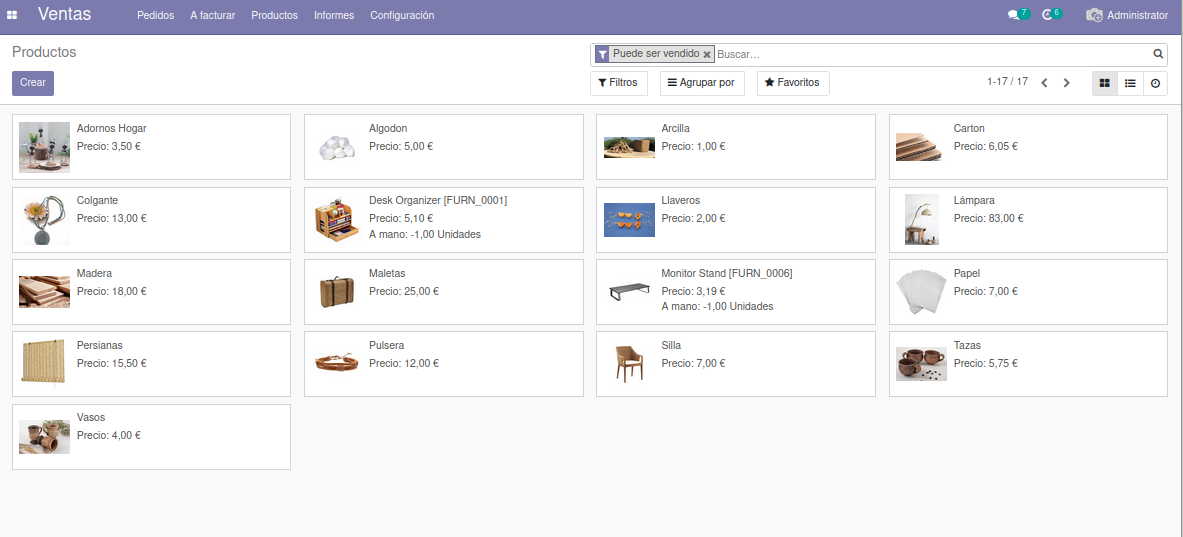 Ventas Pedidos A facturar Productos Informes Configuración 7 6 Administrator
Productos Puede ser vendido × Buscar...
Crear Filtros Agrupar por Favoritos 1-17 / 17
Adornos Hogar
Precio: 3,50 €
Algodon
Precio: 5,00 €
Arcilla
Precio: 1,00 €
Carton
Precio: 6,05 €
Colgante
Precio: 13,00 €
Desk Organizer [FURN_0001]
Precio: 5,10 €
A mano: -1,00 Unidades
Llaveros
Precio: 2,00 €
Lámpara
Precio: 83,00 €
Madera
Precio: 18,00 €
Maletas
Precio: 25,00 €
Monitor Stand [FURN_0006]
Precio: 3,19 €
A mano: -1,00 Unidades
Papel
Precio: 7,00 €
Persianas
Precio: 15,50 €
Pulsera
Precio: 12,00 €
Silla
Precio: 7,00 €
Tazas
Precio: 5,75 €
Vasos
Precio: 4,00 €